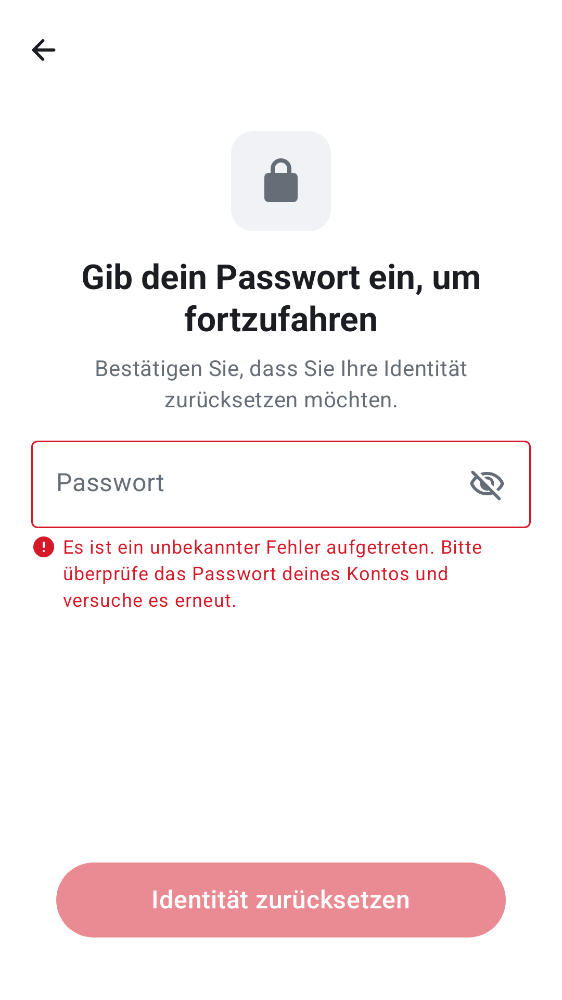 Gib dein Passwort ein, um
fortzufahren
Bestätigen Sie, dass Sie Ihre Identität
zurücksetzen möchten.
Passwort
Es ist ein unbekannter Fehler aufgetreten. Bitte
überprüfe das Passwort deines Kontos und
versuche es erneut.
Identität zurücksetzen